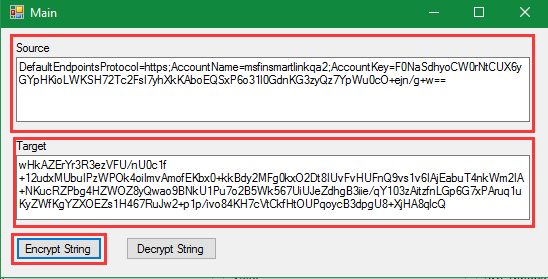 Main
Source
DefaultEndpointsProtocol=https;AccountName=msfinsmartlinkqa2;AccountKey=F0NaSdhyoCW0rNtCUX6y
GYpHKioLWKSH72Tc2FsI7yhXkKAboEQSxP6o31I0GdnKG3zyQz7YpWu0cO+ejn/g+w==
Target
wHkAZErYr3R3ezVFU/nU0c1f
+12udxMUbuIPzWPOk4oiImvAmofEKbx0+kkBdy2MFg0kxO2Dt8IUvFvHUFnQ9vs1v6IAjEabuT4nkWm2IA
+NKucRZPbg4HZWOZ8yQwao9BNkU1Pu7o2B5Wk567UiUJeZdhgB3iie/qY103zAitzfnLGp6G7xPAruq1u
KyZWfKgYZXOEZs1H467RuJw2+p1p/ivo84KH7cVtCkfHtOUPqoycB3dpgU8+XjHA8qlcQ
Encrypt String
Decrypt String